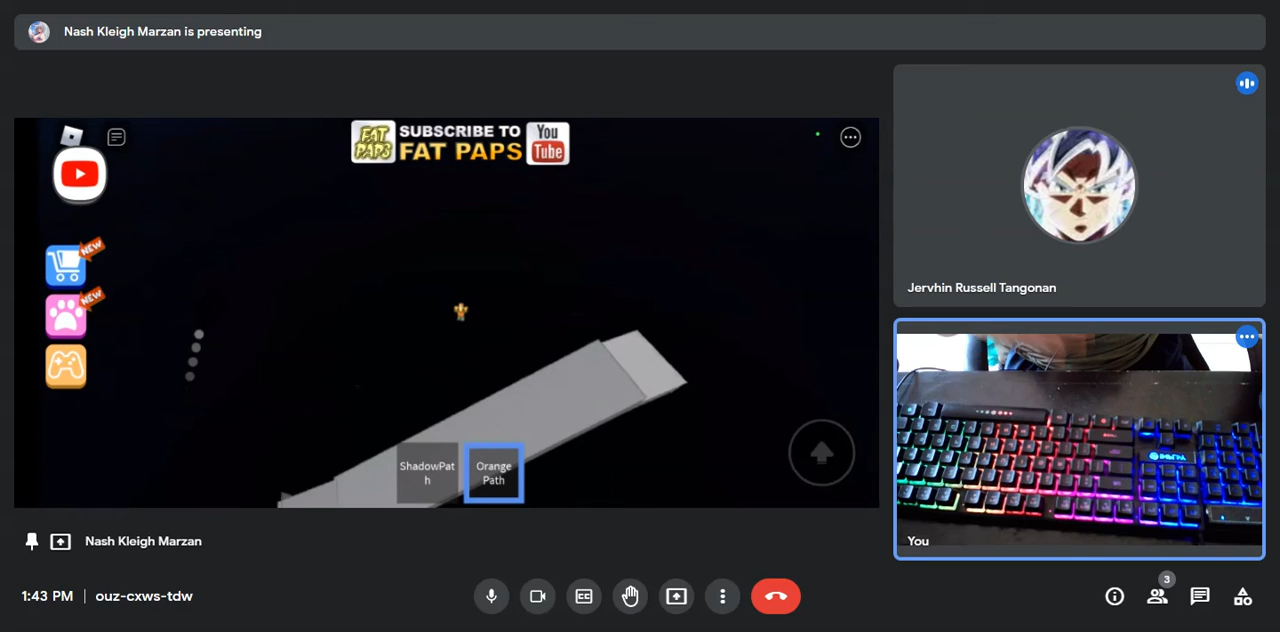 Nash Kleigh Marzan is presenting
FAT
PAPS
SUBSCRIBE TO
FAT PAPS
You
Tube
NEW
NEW
ShadowPat
h
Orange
Path
Jervhin Russell Tangonan
You
Nash Kleigh Marzan
1:43 PM | ouz-cxws-tdw
3